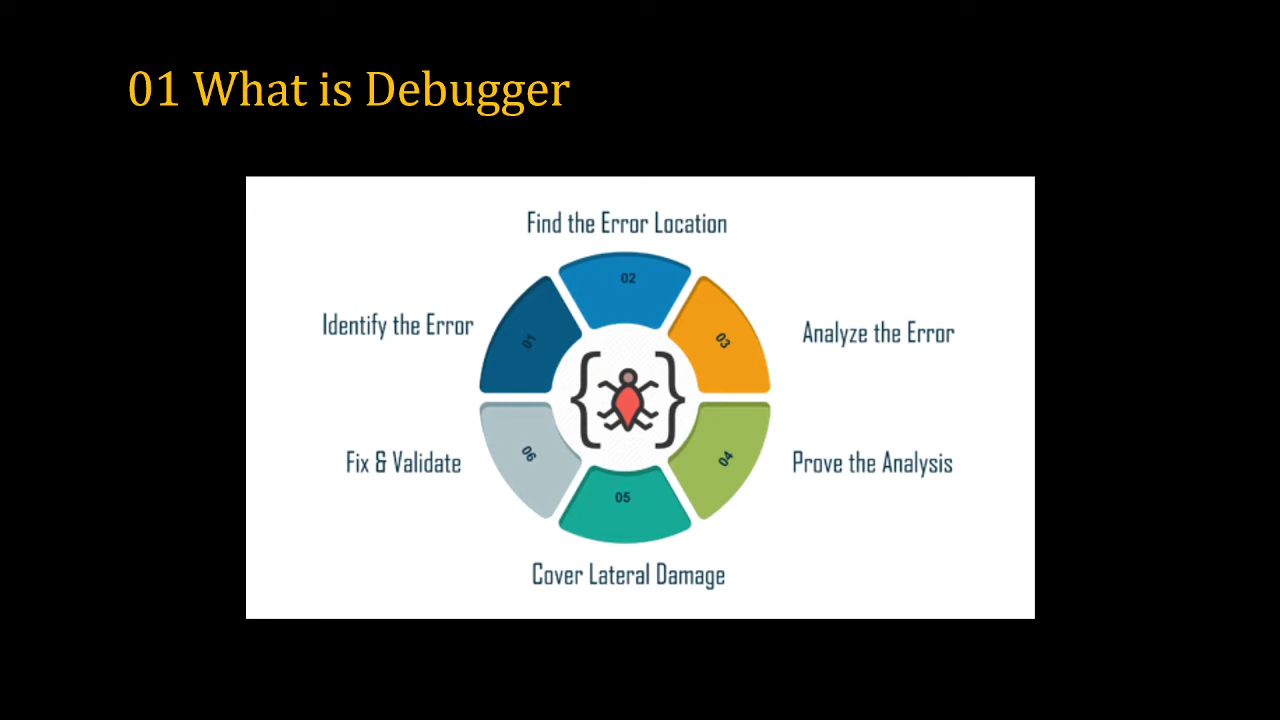 01 What is Debugger
Find the Error Location
02
Identify the Error
01
03
Analyze the Error
Fix & Validate
06
04
Prove the Analysis
05
Cover Lateral Damage